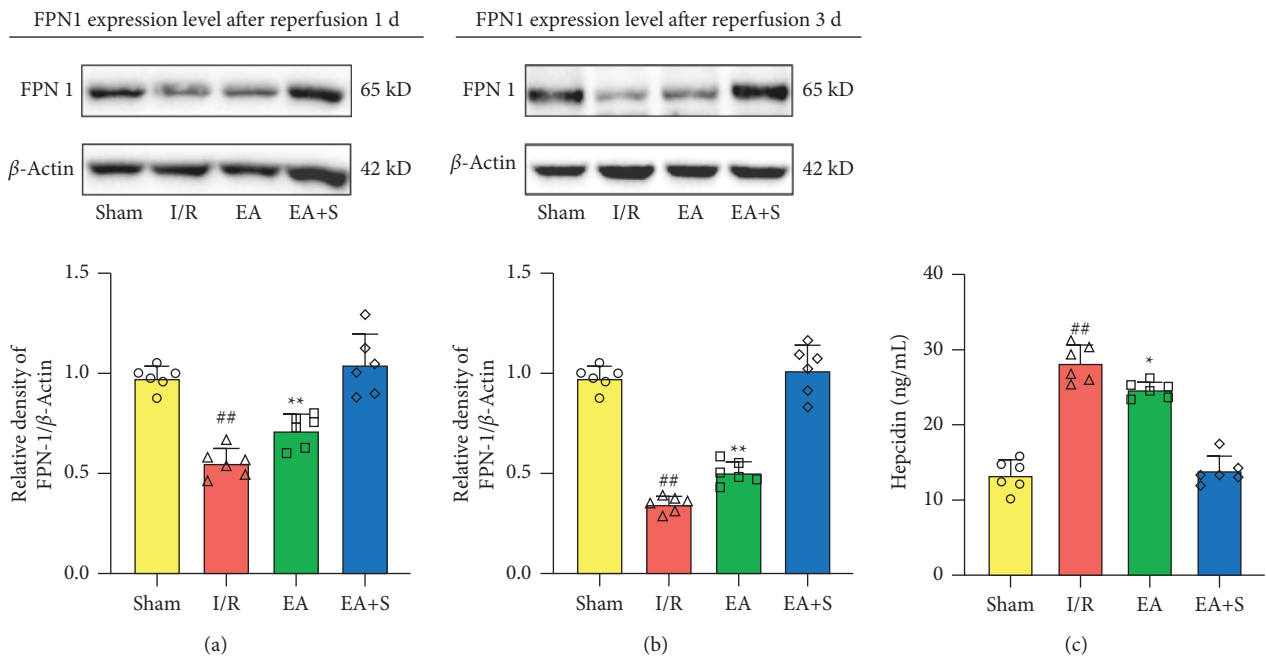 FPN1 expression level after reperfusion 1 d
FPN 1
65 kD
β-Actin
42 kD
Sham I/R EA EA+S
FPN1 expression level after reperfusion 3 d
FPN 1
65 kD
β-Actin
42 kD
Sham I/R EA EA+S
Relative density of
FPN-1/β-Actin
1.5
1.0
0.5
0.0
##
**
Sham I/R EA EA+S
(a)
Relative density of
FPN-1/β-Actin
1.5
1.0
0.5
0.0
##
**
Sham I/R EA EA+S
(b)
Hepcidin (ng/mL)
40
30
20
10
0
##
*
Sham I/R EA EA+S
(c)